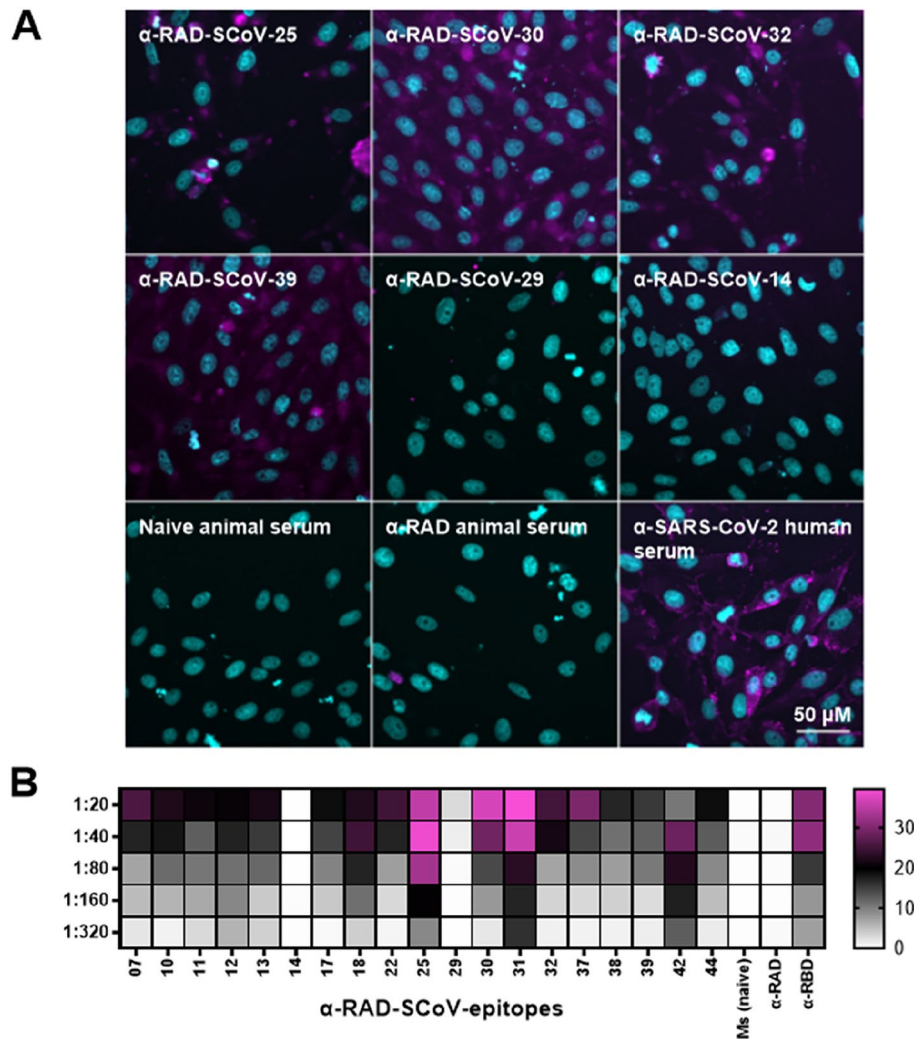 A
α-RAD-SCoV-25
α-RAD-SCoV-30
α-RAD-SCoV-32
α-RAD-SCoV-39
α-RAD-SCoV-29
α-RAD-SCoV-14
Naive animal serum
α-RAD animal serum
α-SARS-CoV-2 human
serum
50 µM
B
1:20
1:40
1:80
1:160
1:320
30
20
10
0
07 10 11 12 13 14 17 18 22 25 29 30 31 32 37 38 39 42 44 Ms (naive) α-RAD α-RBD
α-RAD-SCoV-epitopes